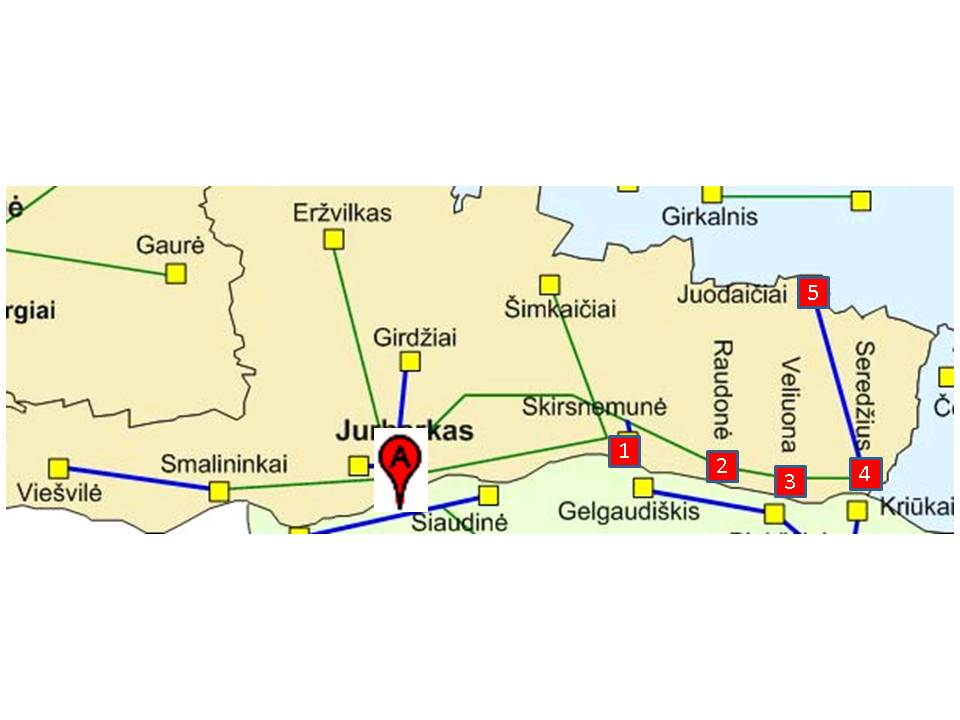 ė
Eržvilkas
Girkalnis
Gaurė
Juodaičiai
5
Šimkaičiai
rgiai
Girdžiai
Raudonė
Veliuona
Seredžius
Skirsnemunė
Jurbarkas
A
1
2
3
4
Smalininkai
Viešvilė
Siaudinė
Gelgaudiškis
Kriūkai